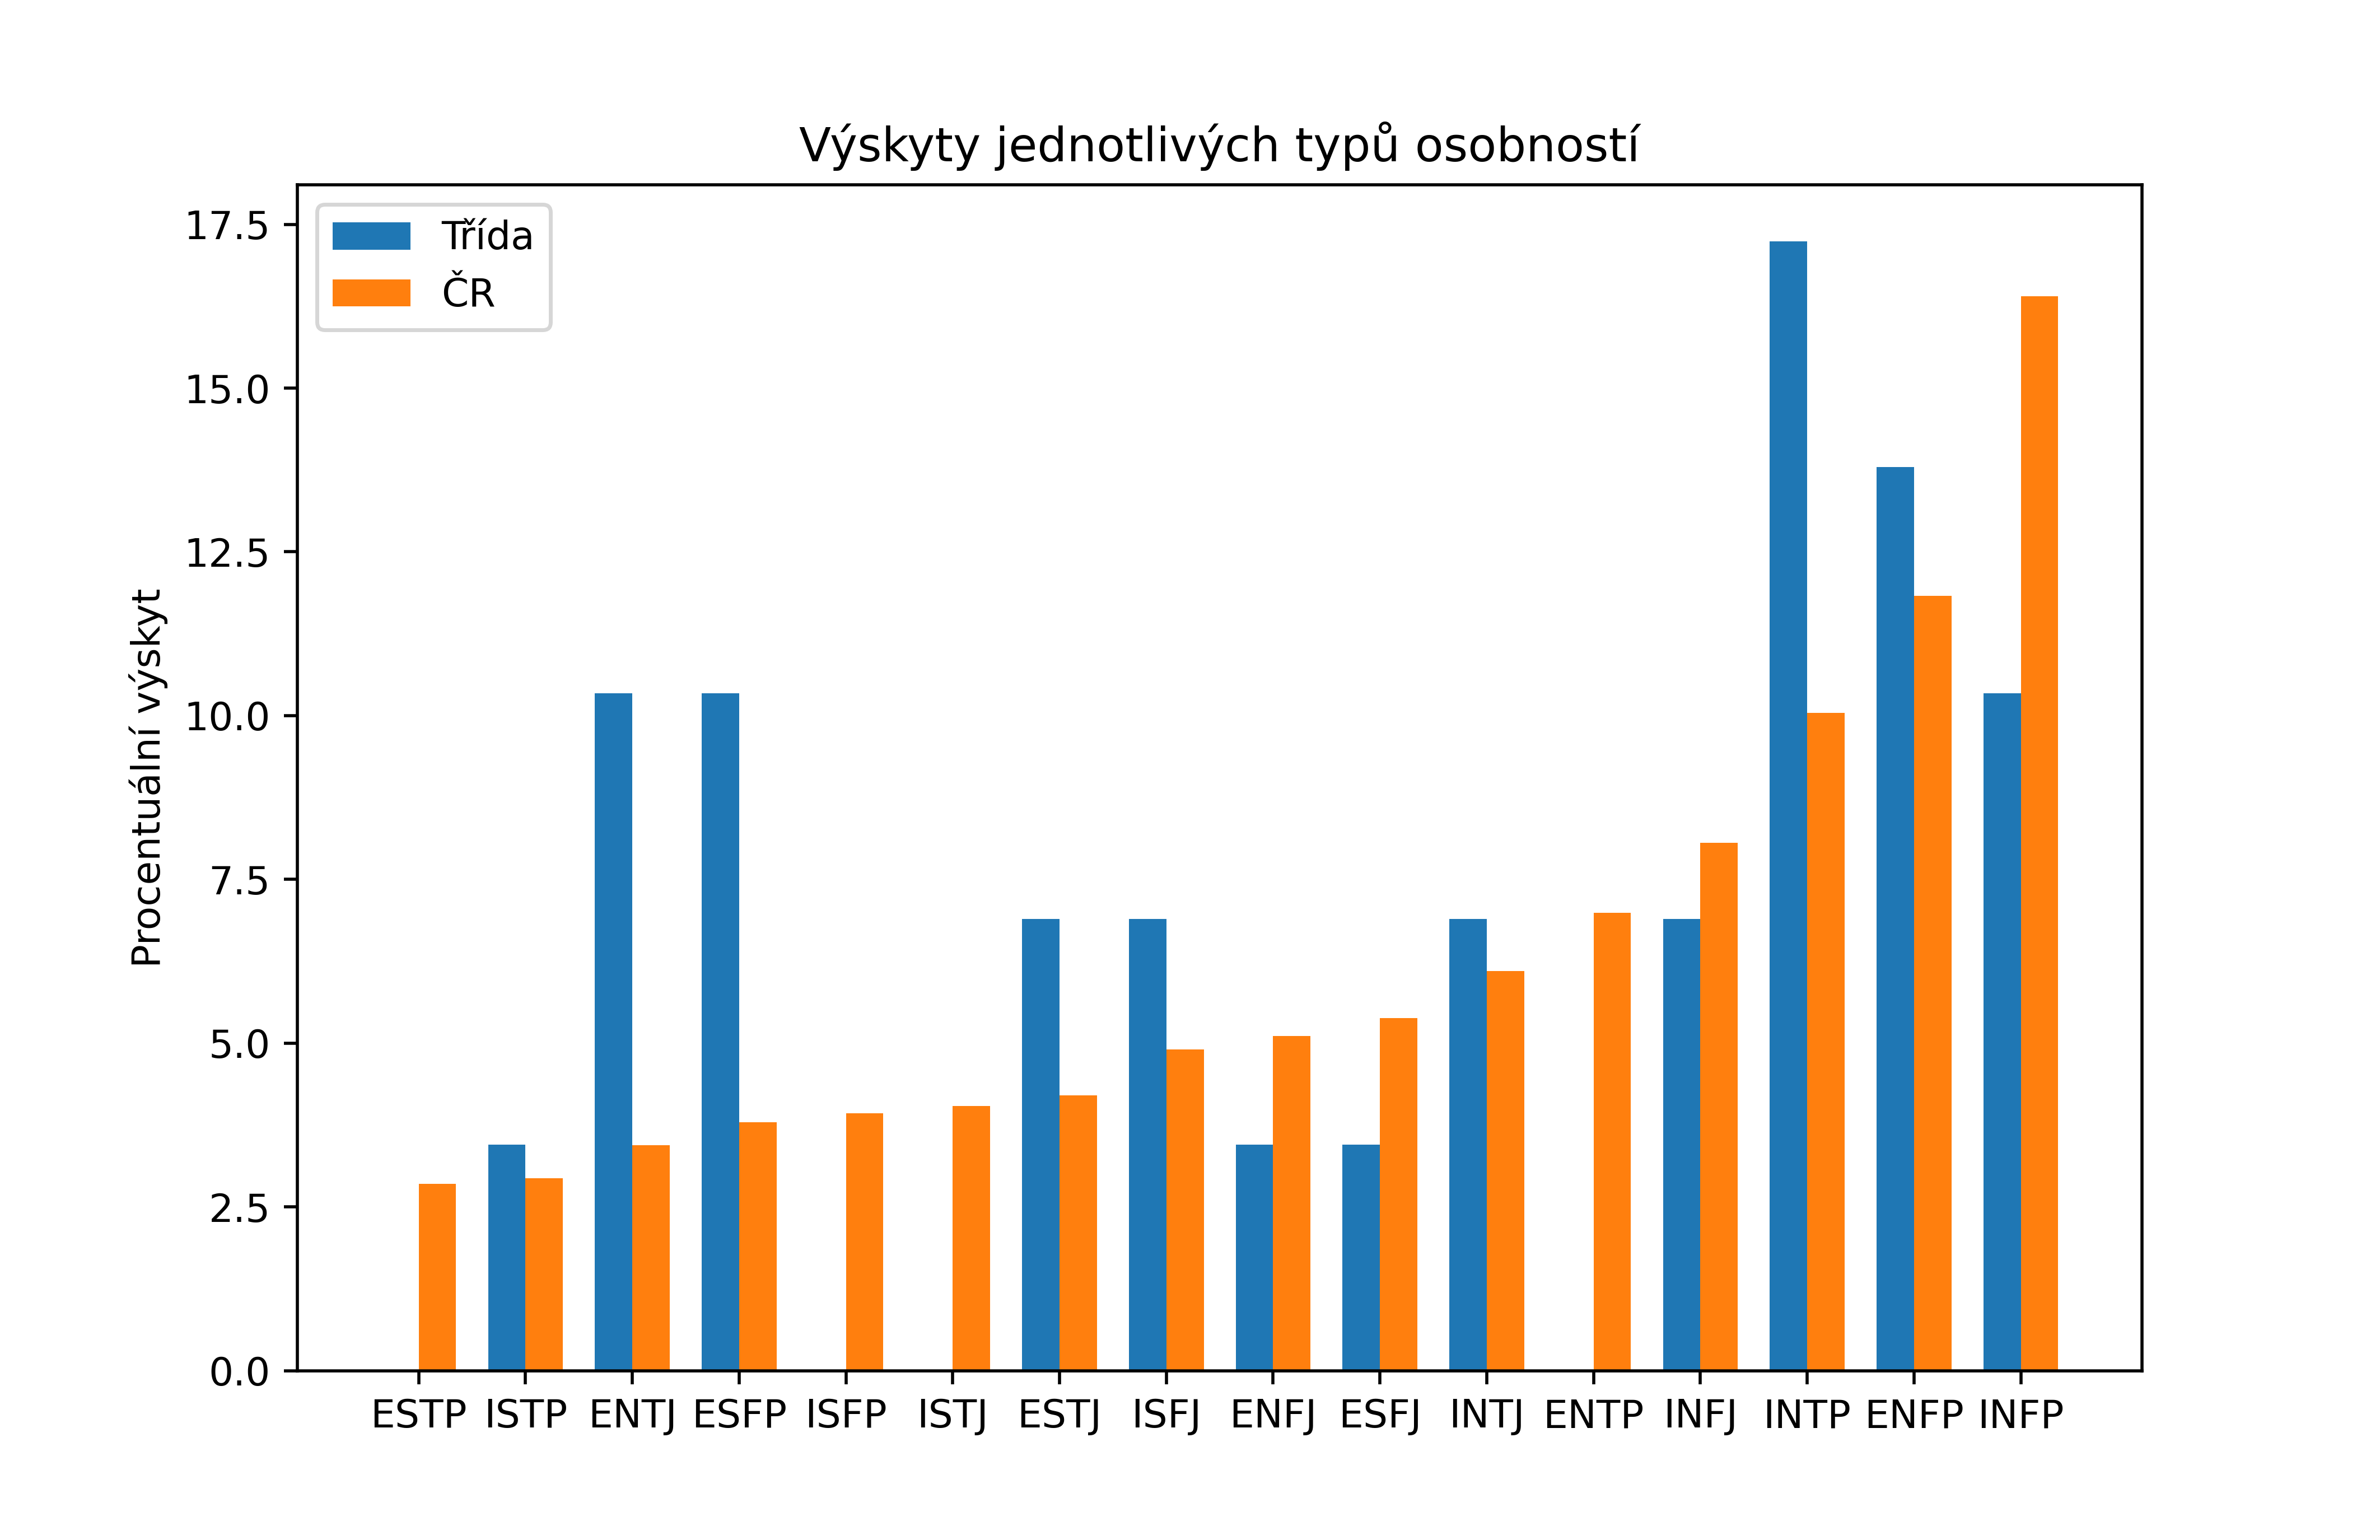 Výskyty jednotlivých typů osobností
Třída
ČR
Procentuální výskyt
17.5
15.0
12.5
10.0
7.5
5.0
2.5
0.0
ESTP ISTP ENTJ ESFP ISFP ISTJ ESTJ ISFJ ENFJ ESFJ INTJ ENTP INFJ INTP ENFP INFP